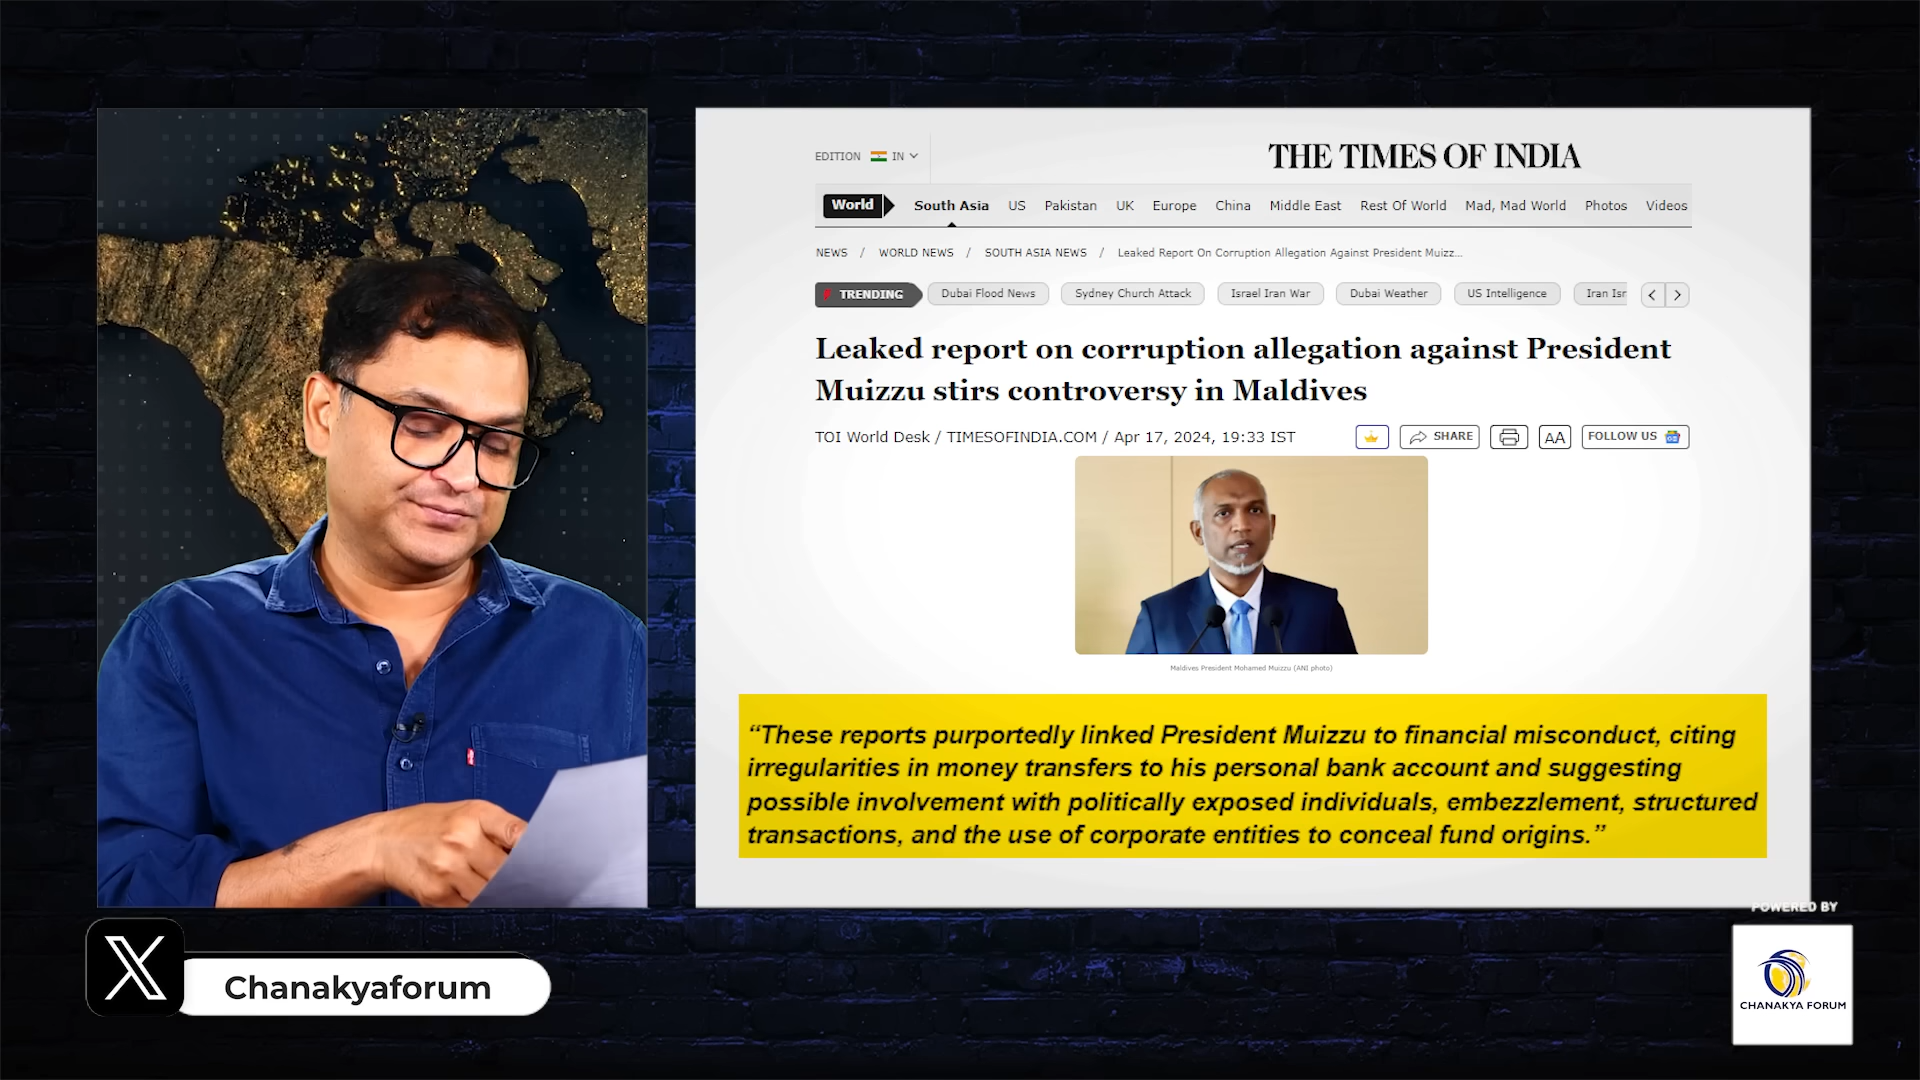 EDITION IN
THE TIMES OF INDIA
World South Asia US Pakistan UK Europe China Middle East Rest Of World Mad, Mad World Photos Videos
NEWS / WORLD NEWS / SOUTH ASIA NEWS / Leaked Report On Corruption Allegation Against President Muizz...
TRENDING Dubai Flood News Sydney Church Attack Israel Iran War Dubai Weather US Intelligence Iran Isr
Leaked report on corruption allegation against President
Muizzu stirs controversy in Maldives
TOI World Desk / TIMESOFINDIA.COM / Apr 17, 2024, 19:33 IST SHARE AA FOLLOW US
Maldives President Mohamed Muizzu (ANI photo)
“These reports purportedly linked President Muizzu to financial misconduct, citing
irregularities in money transfers to his personal bank account and suggesting
possible involvement with politically exposed individuals, embezzlement, structured
transactions, and the use of corporate entities to conceal fund origins.”
POWERED BY
CHANAKYA FORUM
X Chanakyaforum